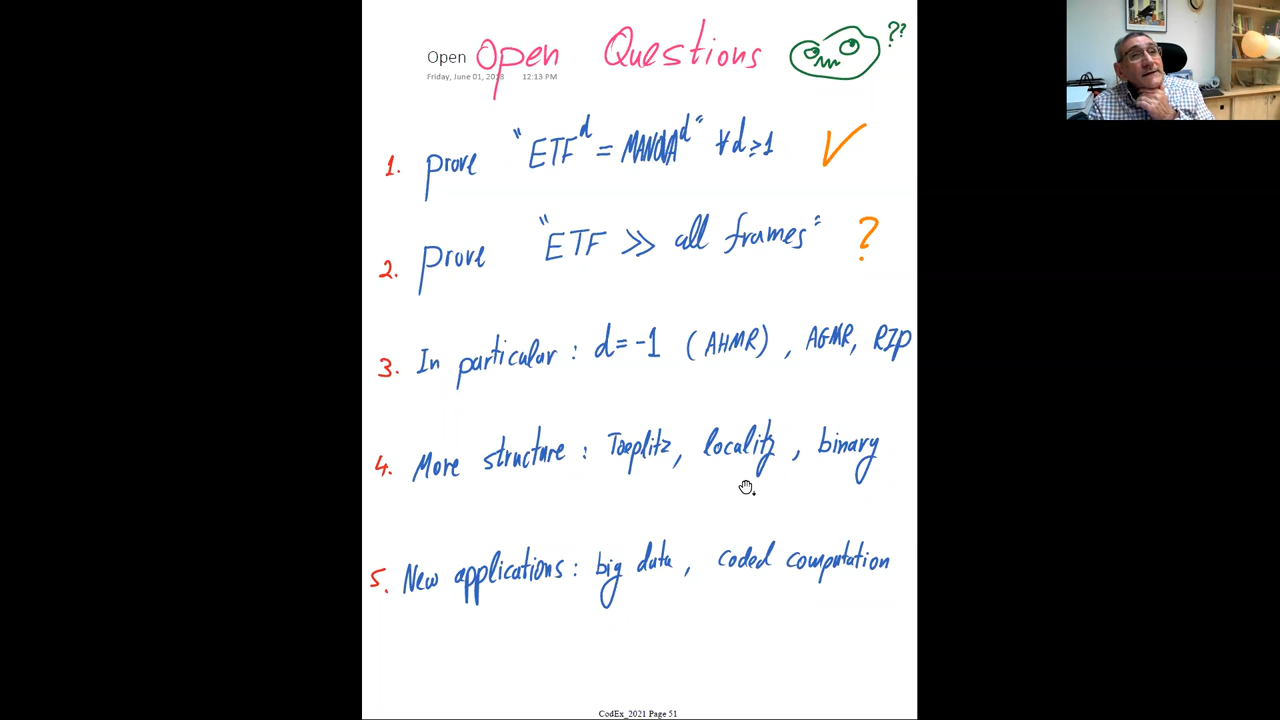 Open Open Questions ??
Friday, June 01, 2018 12:13 PM
1. prove "ETF^d = MANOVA^d" ∀d≥1 ✓
2. prove "ETF >> all frames" ?
3. In particular : d=-1 (AHMR), AGMR, RIP
4. More structure : Toeplitz, locality, binary
5. New applications : big data, coded computation
CodEx_2021 Page 51